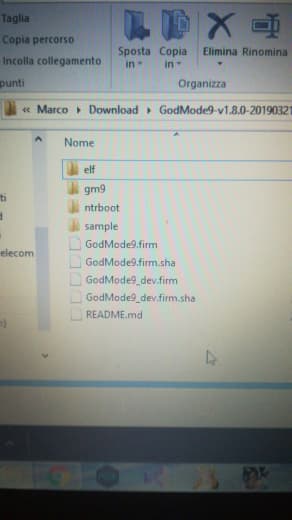 Taglia
Copia percorso
Incolla collegamento
Sposta in
Copia in
Elimina
Rinomina
punti
Organizza
« Marco Download GodMode9-v1.8.0-20190321
Nome
elf
gm9
ntrboot
sample
GodMode9.firm
GodMode9.firm.sha
GodMode9_dev.firm
GodMode9_dev.firm.sha
README.md
ti
elecom